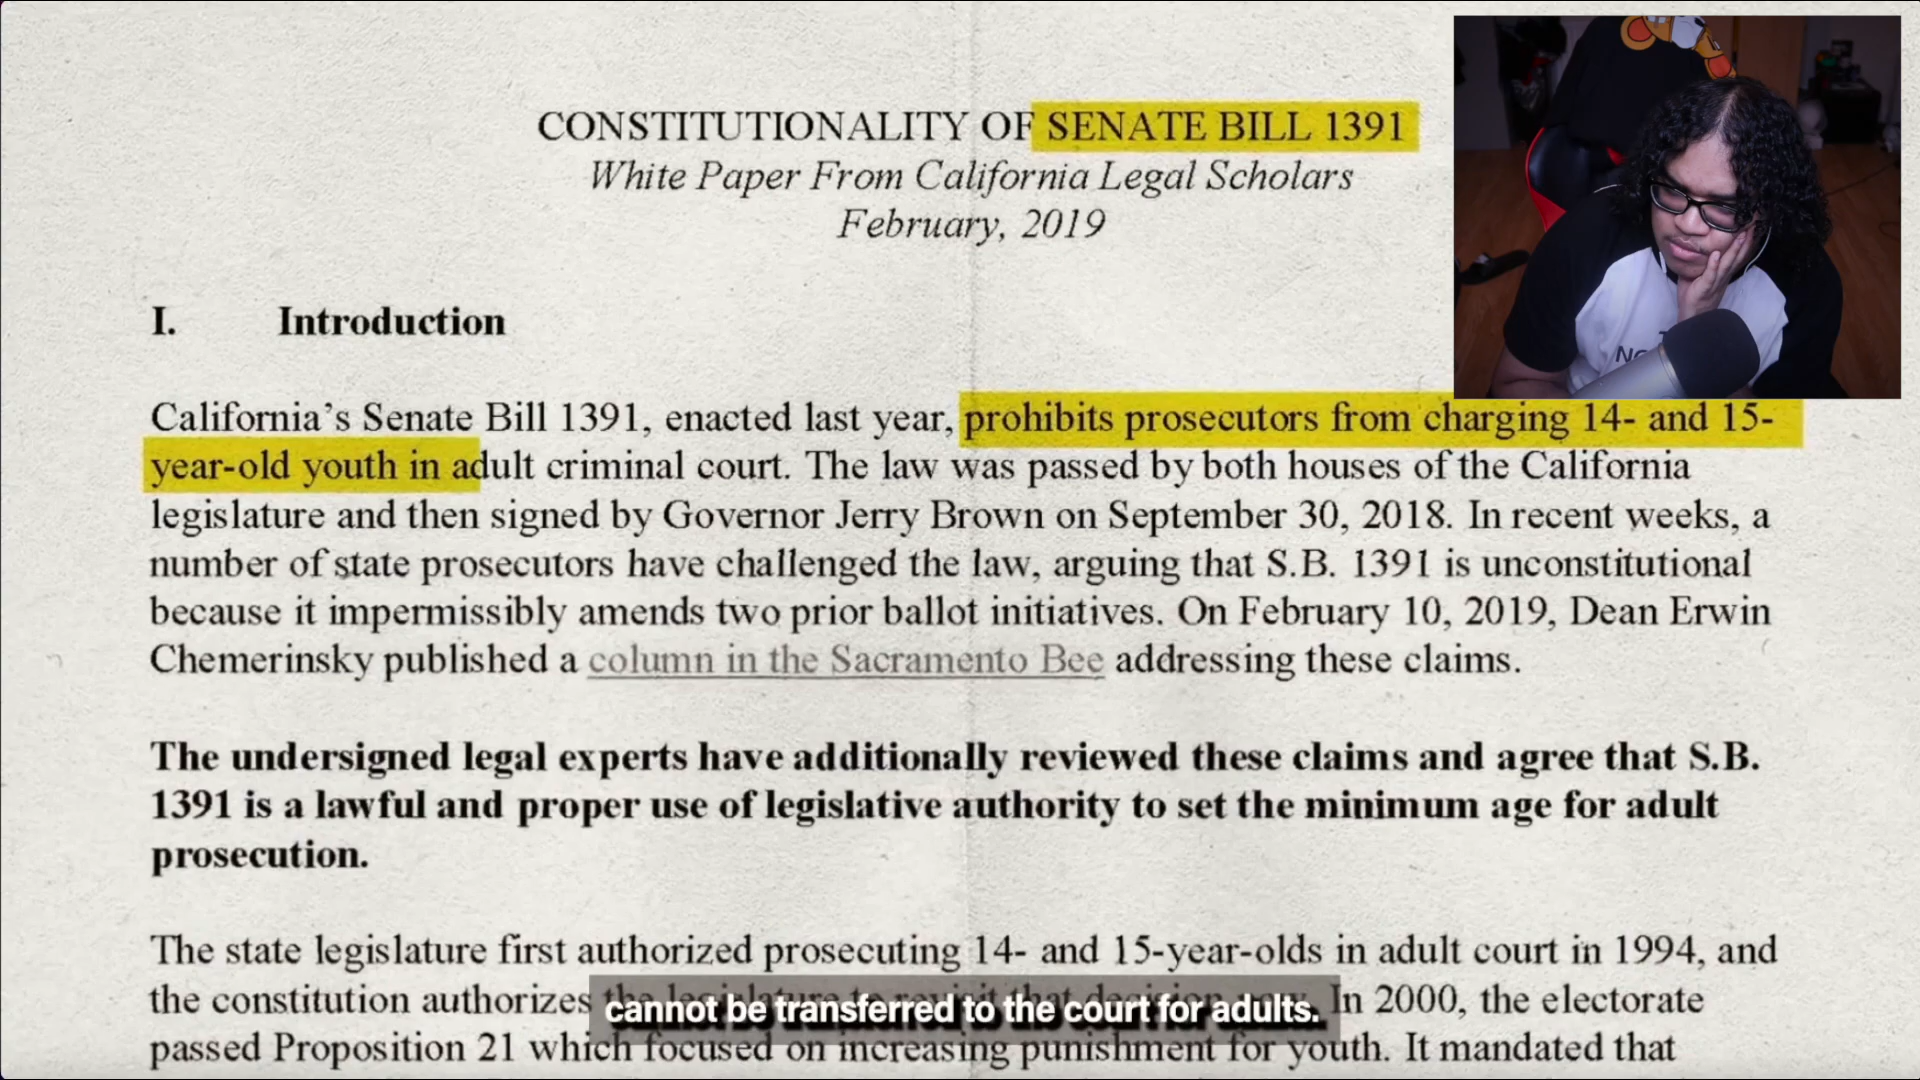 CONSTITUTIONALITY OF SENATE BILL 1391
White Paper From California Legal Scholars
February, 2019
I. Introduction
California's Senate Bill 1391, enacted last year, prohibits prosecutors from charging 14- and 15-
year-old youth in adult criminal court. The law was passed by both houses of the California
legislature and then signed by Governor Jerry Brown on September 30, 2018. In recent weeks, a
number of state prosecutors have challenged the law, arguing that S.B. 1391 is unconstitutional
because it impermissibly amends two prior ballot initiatives. On February 10, 2019, Dean Erwin
Chemerinsky published a column in the Sacramento Bee addressing these claims.
The undersigned legal experts have additionally reviewed these claims and agree that S.B.
1391 is a lawful and proper use of legislative authority to set the minimum age for adult
prosecution.
The state legislature first authorized prosecuting 14- and 15-year-olds in adult court in 1994, and
the constitution authorizes In 2000, the electorate
cannot be transferred to the court for adults.
passed Proposition 21 which focused on increasing punishment for youth. It mandated that